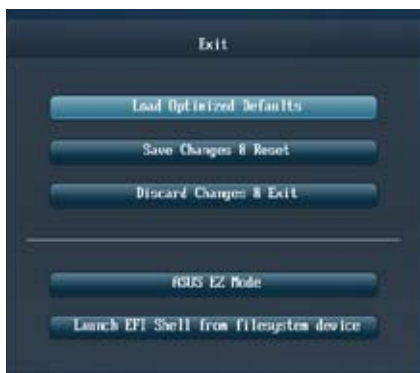 Exit
Load Optimized Defaults
Save Changes & Reset
Discard Changes & Exit
ASUS EZ Mode
Launch EFI Shell from filesystem device